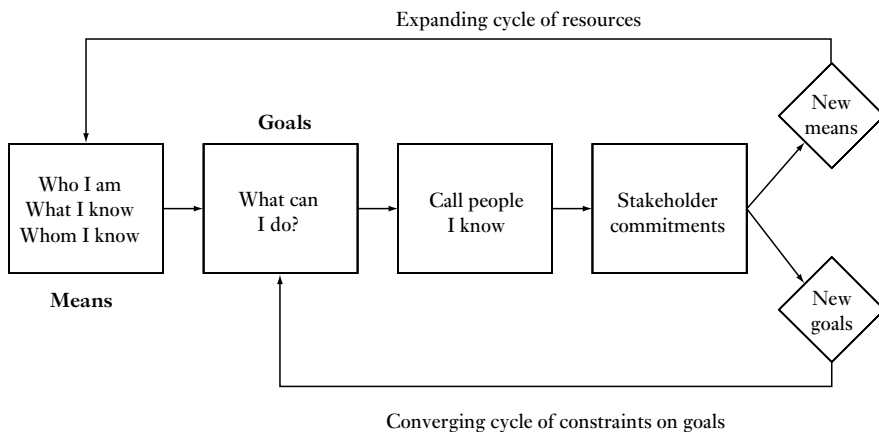 Expanding cycle of resources
New
means
Goals
Who I am
What I know
Whom I know
What can
I do?
Call people
I know
Stakeholder
commitments
Means
New
goals
Converging cycle of constraints on goals